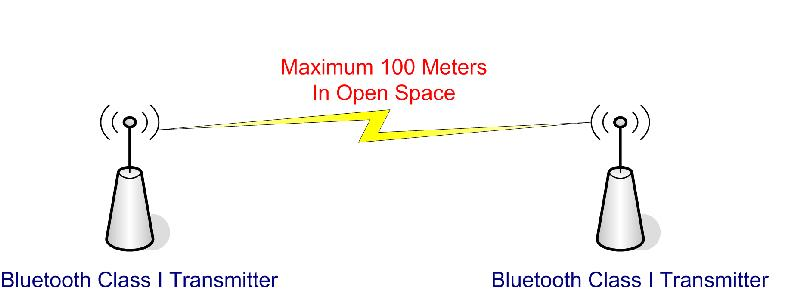 Maximum 100 Meters
In Open Space
Bluetooth Class I Transmitter
Bluetooth Class I Transmitter